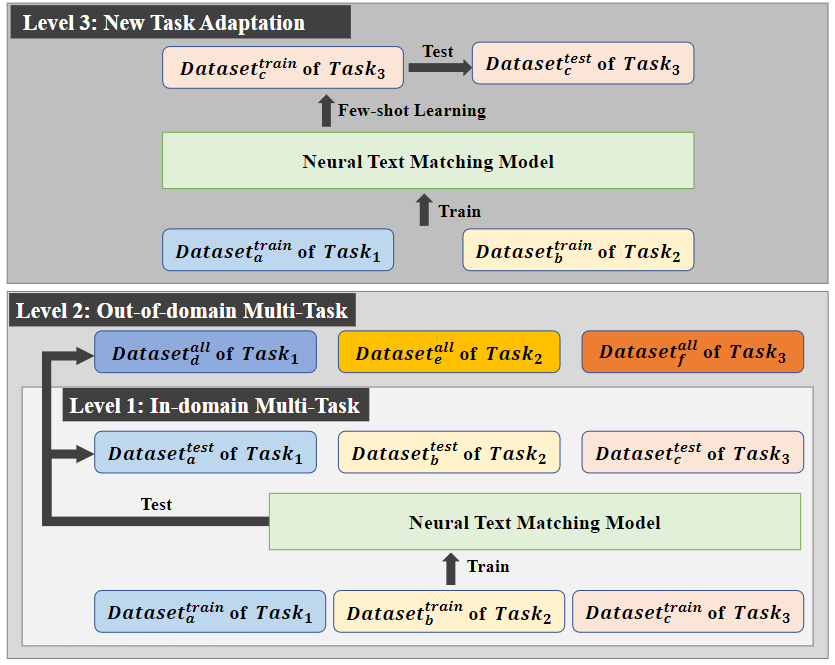 Level 3: New Task Adaptation
Dataset_c^train of Task_3
Test
Dataset_c^test of Task_3
Few-shot Learning
Neural Text Matching Model
Train
Dataset_a^train of Task_1
Dataset_b^train of Task_2
Level 2: Out-of-domain Multi-Task
Dataset_d^all of Task_1
Dataset_e^all of Task_2
Dataset_f^all of Task_3
Level 1: In-domain Multi-Task
Dataset_a^test of Task_1
Dataset_b^test of Task_2
Dataset_c^test of Task_3
Test
Neural Text Matching Model
Train
Dataset_a^train of Task_1
Dataset_b^train of Task_2
Dataset_c^train of Task_3